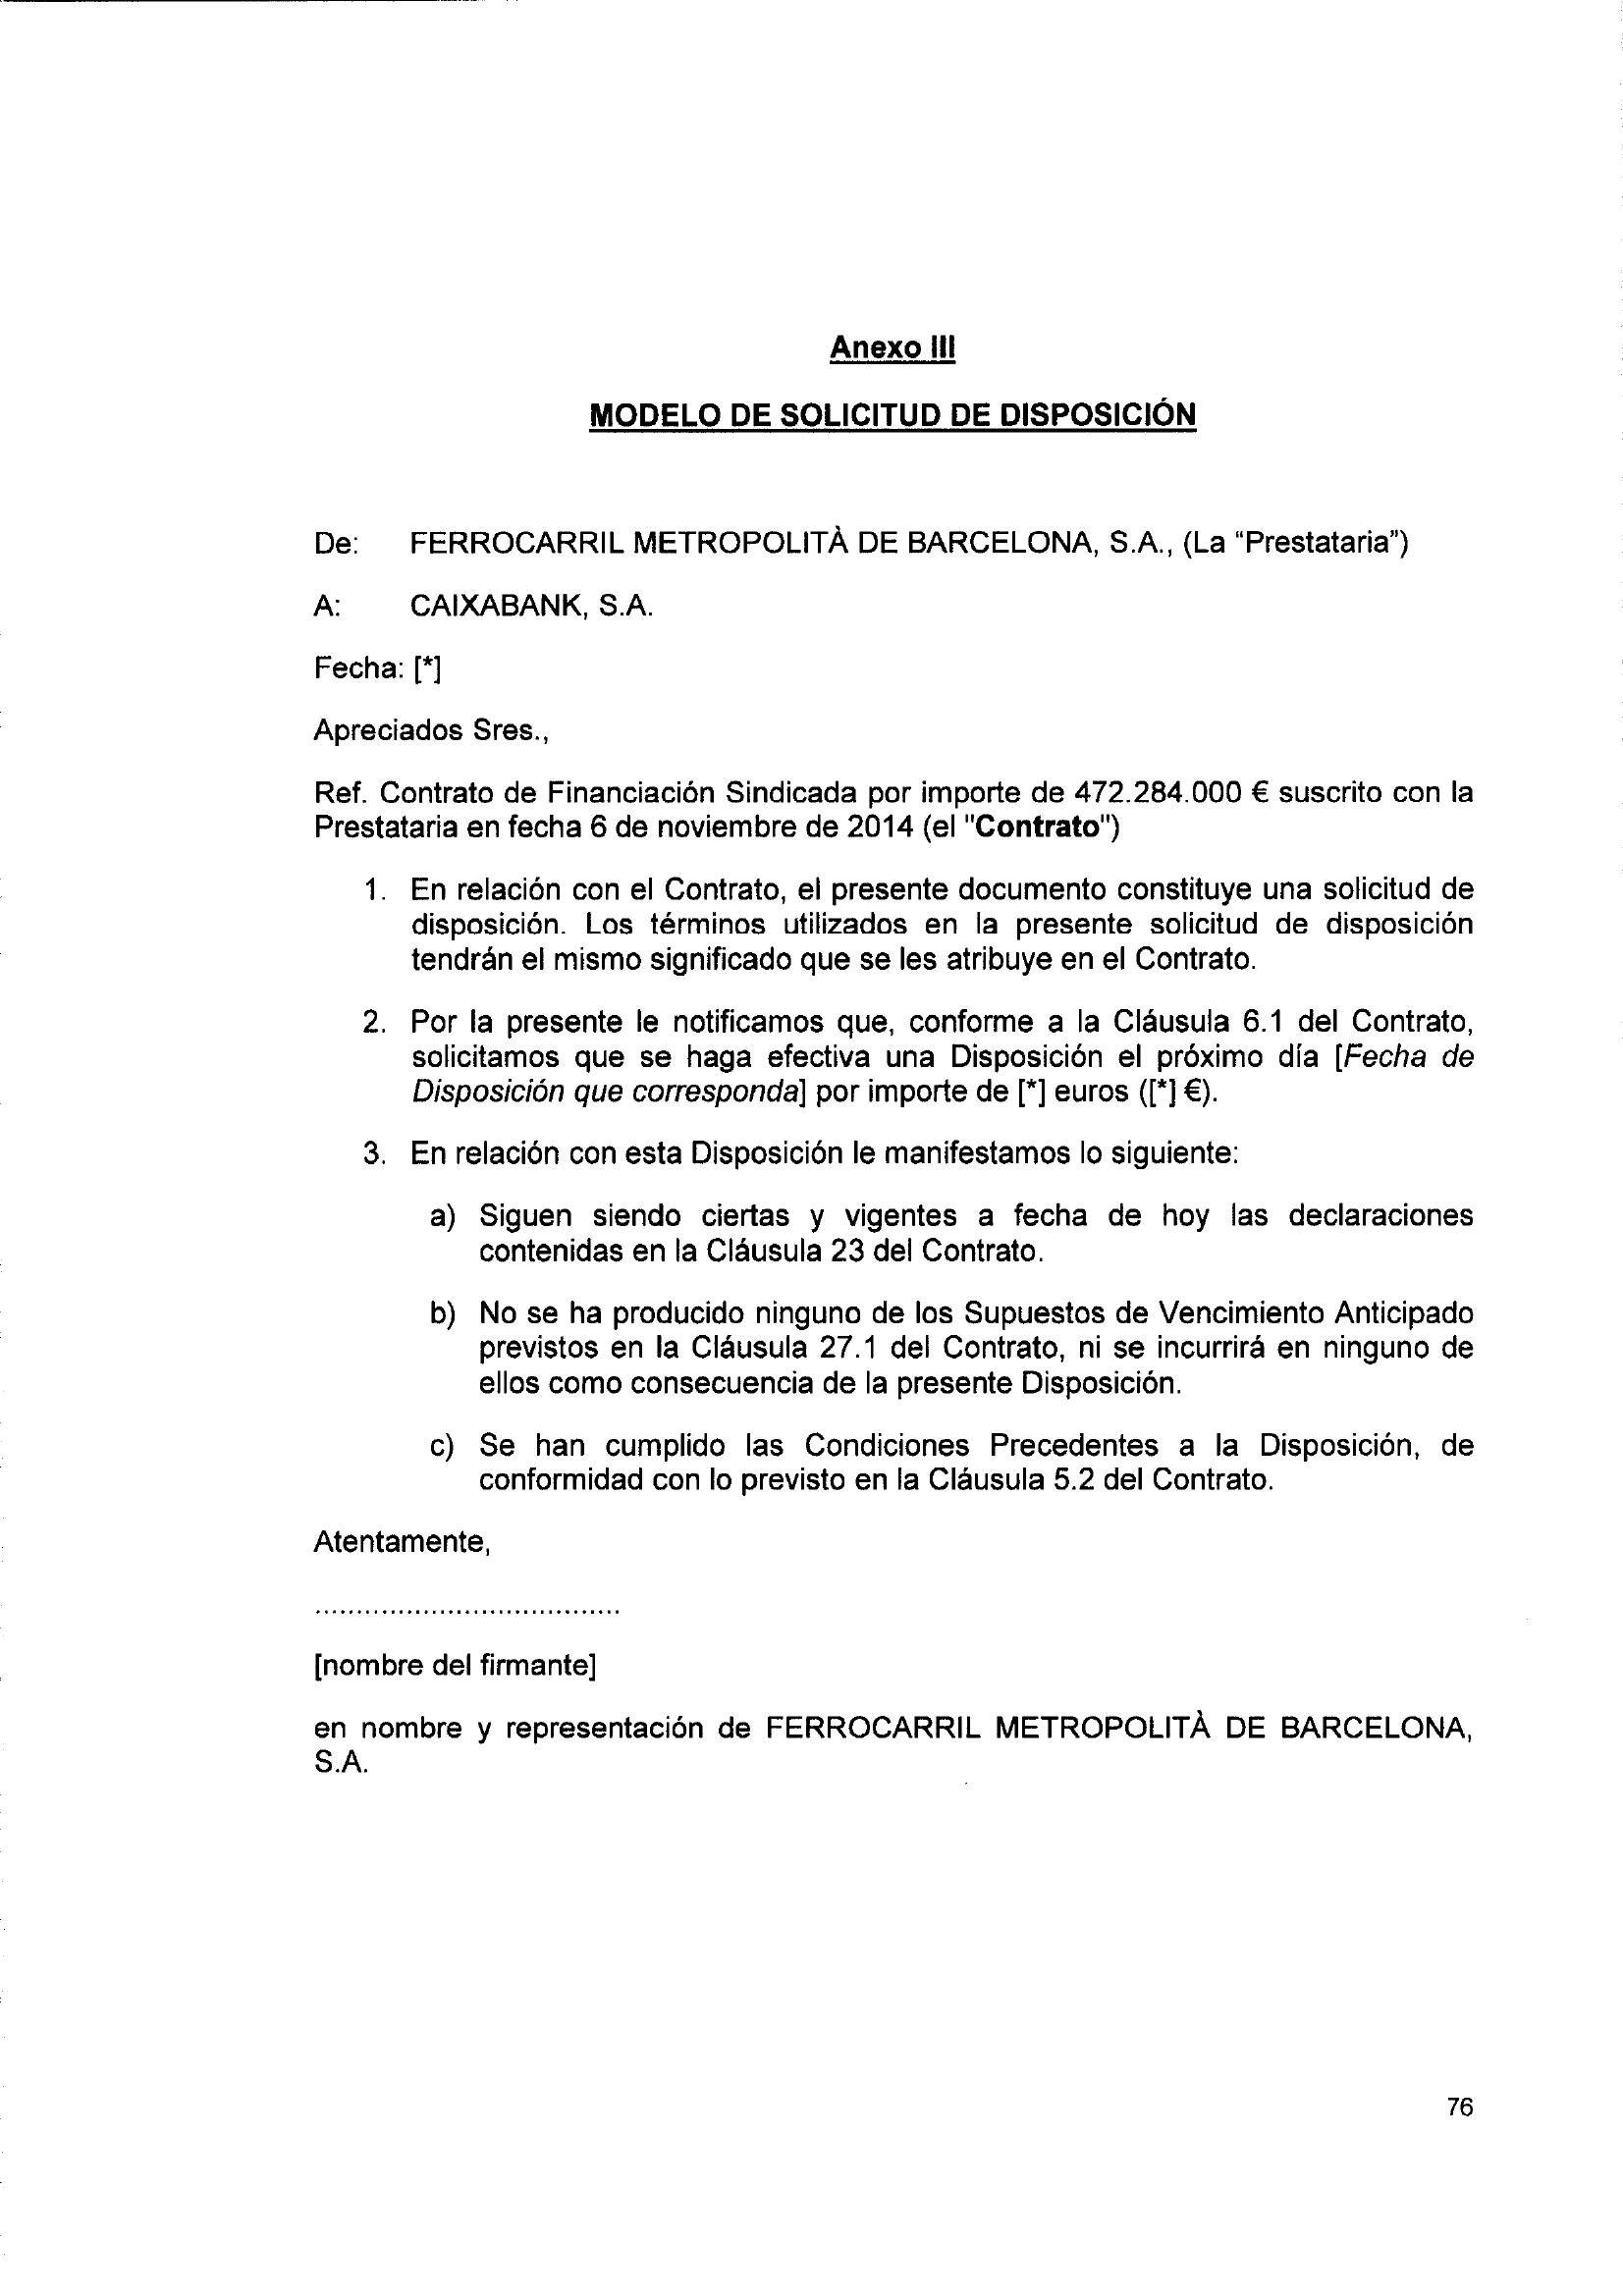 Anexo III
MODELO DE SOLICITUD DE DISPOSICIÓN
De: FERROCARRIL METROPOLITÀ DE BARCELONA, S.A., (La “Prestataria”)
A: CAIXABANK, S.A.
Fecha: [*]
Apreciados Sres.,
Ref. Contrato de Financiación Sindicada por importe de 472.284.000 € suscrito con la
Prestataria en fecha 6 de noviembre de 2014 (el "Contrato")
1. En relación con el Contrato, el presente documento constituye una solicitud de
disposición. Los términos utilizados en la presente solicitud de disposición
tendrán el mismo significado que se les atribuye en el Contrato.
2. Por la presente le notificamos que, conforme a la Cláusula 6.1 del Contrato,
solicitamos que se haga efectiva una Disposición el próximo día [Fecha de
Disposición que corresponda] por importe de [*] euros ([*] €).
3. En relación con esta Disposición le manifestamos lo siguiente:
a) Siguen siendo ciertas y vigentes a fecha de hoy las declaraciones
contenidas en la Cláusula 23 del Contrato.
b) No se ha producido ninguno de los Supuestos de Vencimiento Anticipado
previstos en la Cláusula 27.1 del Contrato, ni se incurrirá en ninguno de
ellos como consecuencia de la presente Disposición.
c) Se han cumplido las Condiciones Precedentes a la Disposición, de
conformidad con lo previsto en la Cláusula 5.2 del Contrato.
Atentamente,
.....................................
[nombre del firmante]
en nombre y representación de FERROCARRIL METROPOLITÀ DE BARCELONA,
S.A.
76